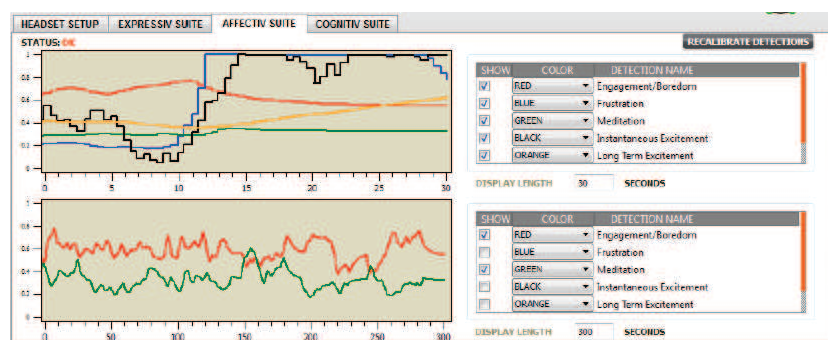 HEADSET SETUP EXPRESSIV SUITE AFFECTIV SUITE COGNITIV SUITE
STATUS: OK
RECALIBRATE DETECTIONS
1
0.8
0.6
0.4
0.2
0
0 5 10 15 20 25 30
SHOW COLOR DETECTION NAME
RED Engagement/Boredom
BLUE Frustration
GREEN Meditation
BLACK Instantaneous Excitement
ORANGE Long Term Excitement
DISPLAY LENGTH 30 SECONDS
1
0.8
0.6
0.4
0.2
0
0 50 100 150 200 250 300
SHOW COLOR DETECTION NAME
RED Engagement/Boredom
BLUE Frustration
GREEN Meditation
BLACK Instantaneous Excitement
ORANGE Long Term Excitement
DISPLAY LENGTH 300 SECONDS